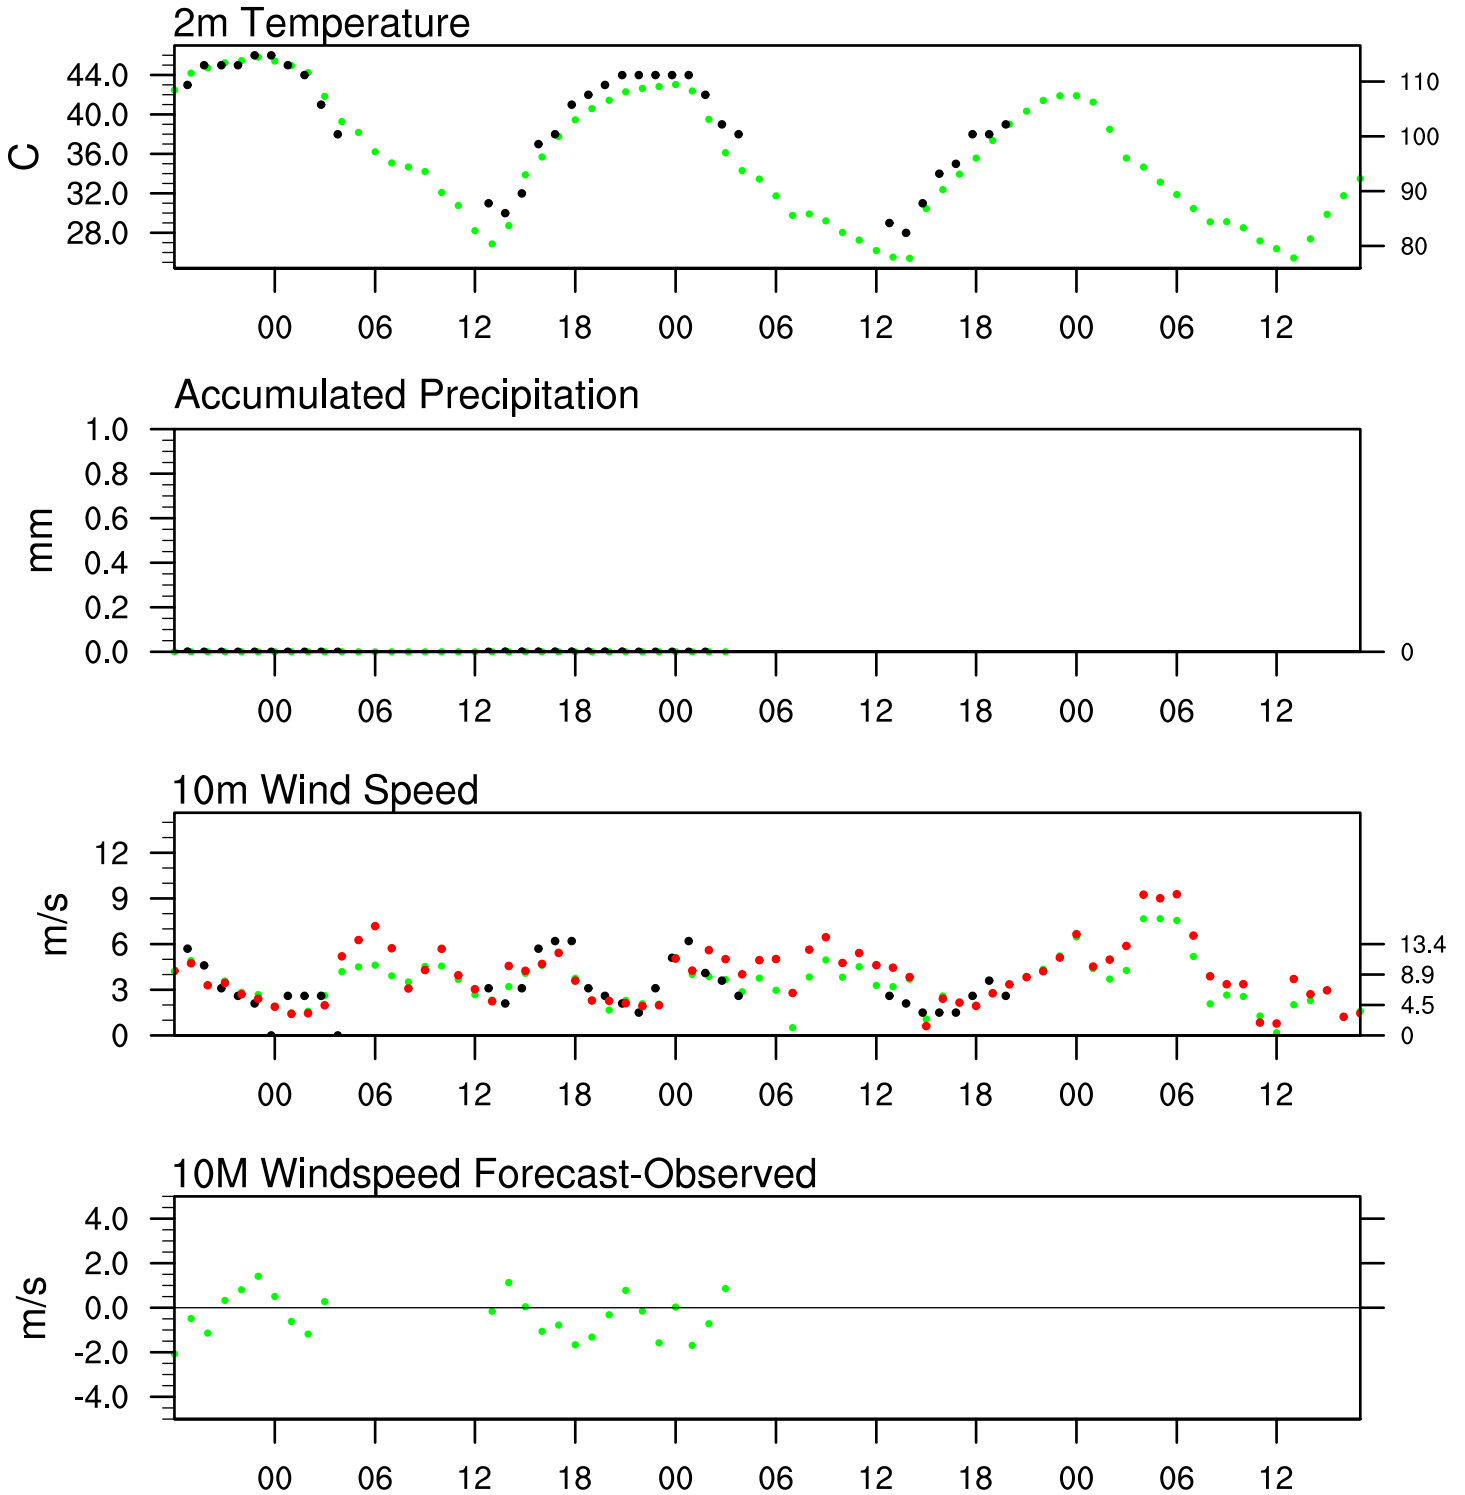 2m Temperature
44.0
40.0
36.0
32.0
28.0
C
110
100
90
80
00 06 12 18 00 06 12 18 00 06 12
Accumulated Precipitation
1.0
0.8
0.6
0.4
0.2
0.0
mm
0
00 06 12 18 00 06 12 18 00 06 12
10m Wind Speed
12
9
6
3
0
m/s
13.4
8.9
4.5
0
00 06 12 18 00 06 12 18 00 06 12
10M Windspeed Forecast-Observed
4.0
2.0
0.0
-2.0
-4.0
m/s
00 06 12 18 00 06 12 18 00 06 12